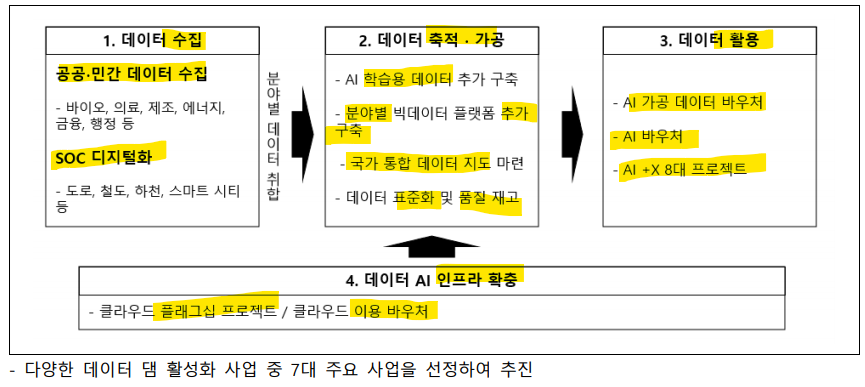 1. 데이터 수집
공공·민간 데이터 수집
- 바이오, 의료, 제조, 에너지,
금융, 행정 등
SOC 디지털화
- 도로, 철도, 하천, 스마트 시티
등
분야별 데이터 취합
2. 데이터 축적 · 가공
- AI 학습용 데이터 추가 구축
- 분야별 빅데이터 플랫폼 추가
구축
- 국가 통합 데이터 지도 마련
- 데이터 표준화 및 품질 재고
3. 데이터 활용
- AI 가공 데이터 바우처
- AI 바우처
- AI +X 8대 프로젝트
4. 데이터 AI 인프라 확충
- 클라우드 플래그십 프로젝트 / 클라우드 이용 바우처
- 다양한 데이터 댐 활성화 사업 중 7대 주요 사업을 선정하여 추진